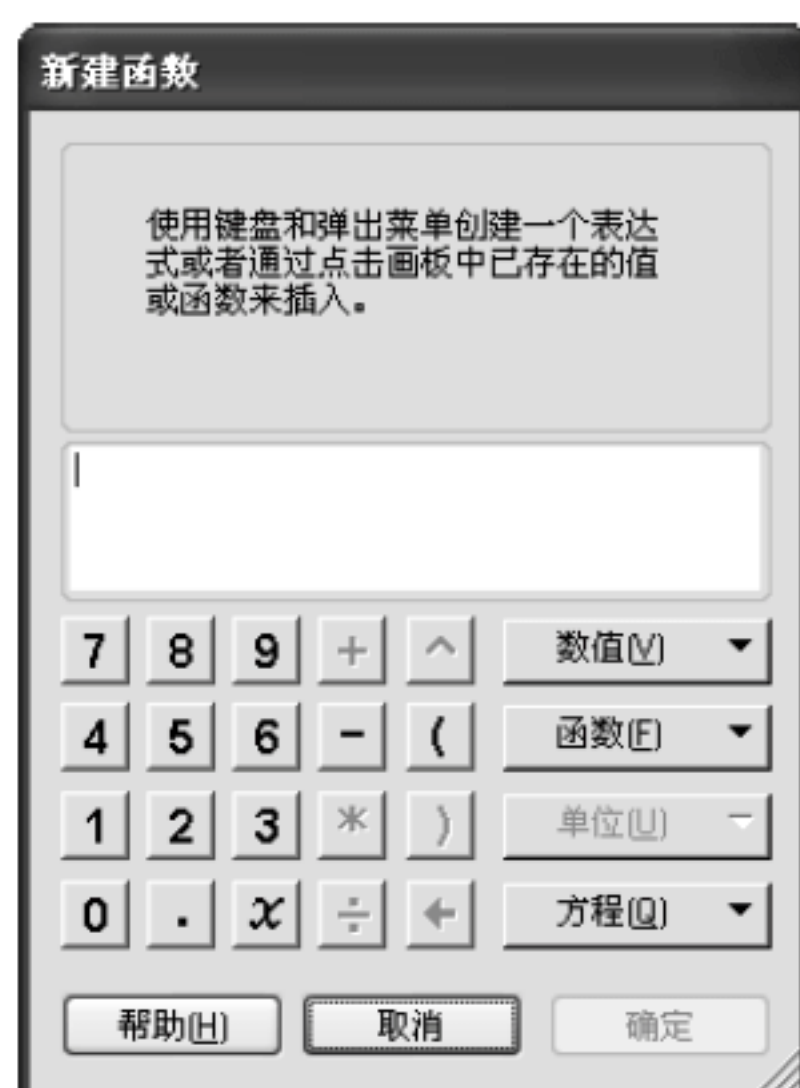 新建函数
使用键盘和弹出菜单创建一个表达
式或者通过点击画板中已存在的值
或函数来插入。
7 8 9 + ^ 数值(V)
4 5 6 - ( 函数(F)
1 2 3 * ) 单位(U)
0 . x ÷ ← 方程(Q)
帮助(H) 取消 确定